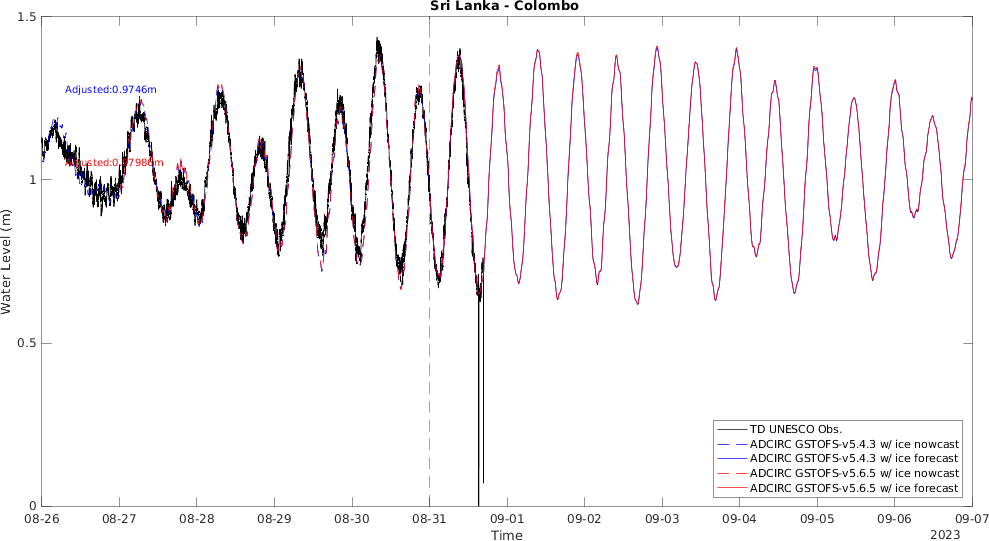 Sri Lanka - Colombo
1.5
Adjusted:0.9746m
Adjusted:0.97986m
1
Water Level (m)
0.5
TD UNESCO Obs.
ADCIRC GSTOFS-v5.4.3 w/ ice nowcast
ADCIRC GSTOFS-v5.4.3 w/ ice forecast
ADCIRC GSTOFS-v5.6.5 w/ ice nowcast
ADCIRC GSTOFS-v5.6.5 w/ ice forecast
0
08-26 08-27 08-28 08-29 08-30 08-31 09-01 09-02 09-03 09-04 09-05 09-06 09-07
Time
2023